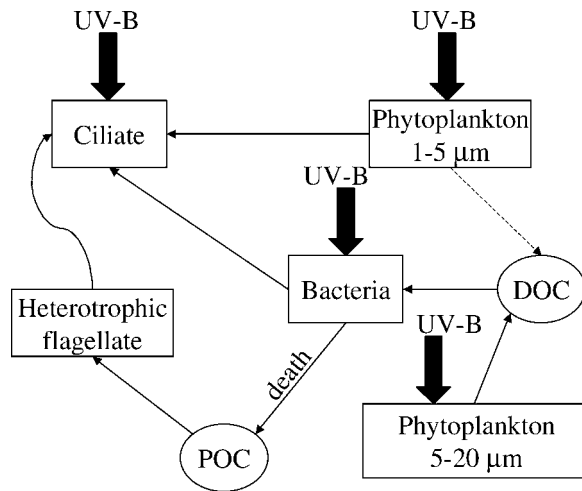 UV-B
UV-B
Ciliate
Phytoplankton
1-5 µm
UV-B
Bacteria
DOC
Heterotrophic
flagellate
UV-B
death
Phytoplankton
5-20 µm
POC